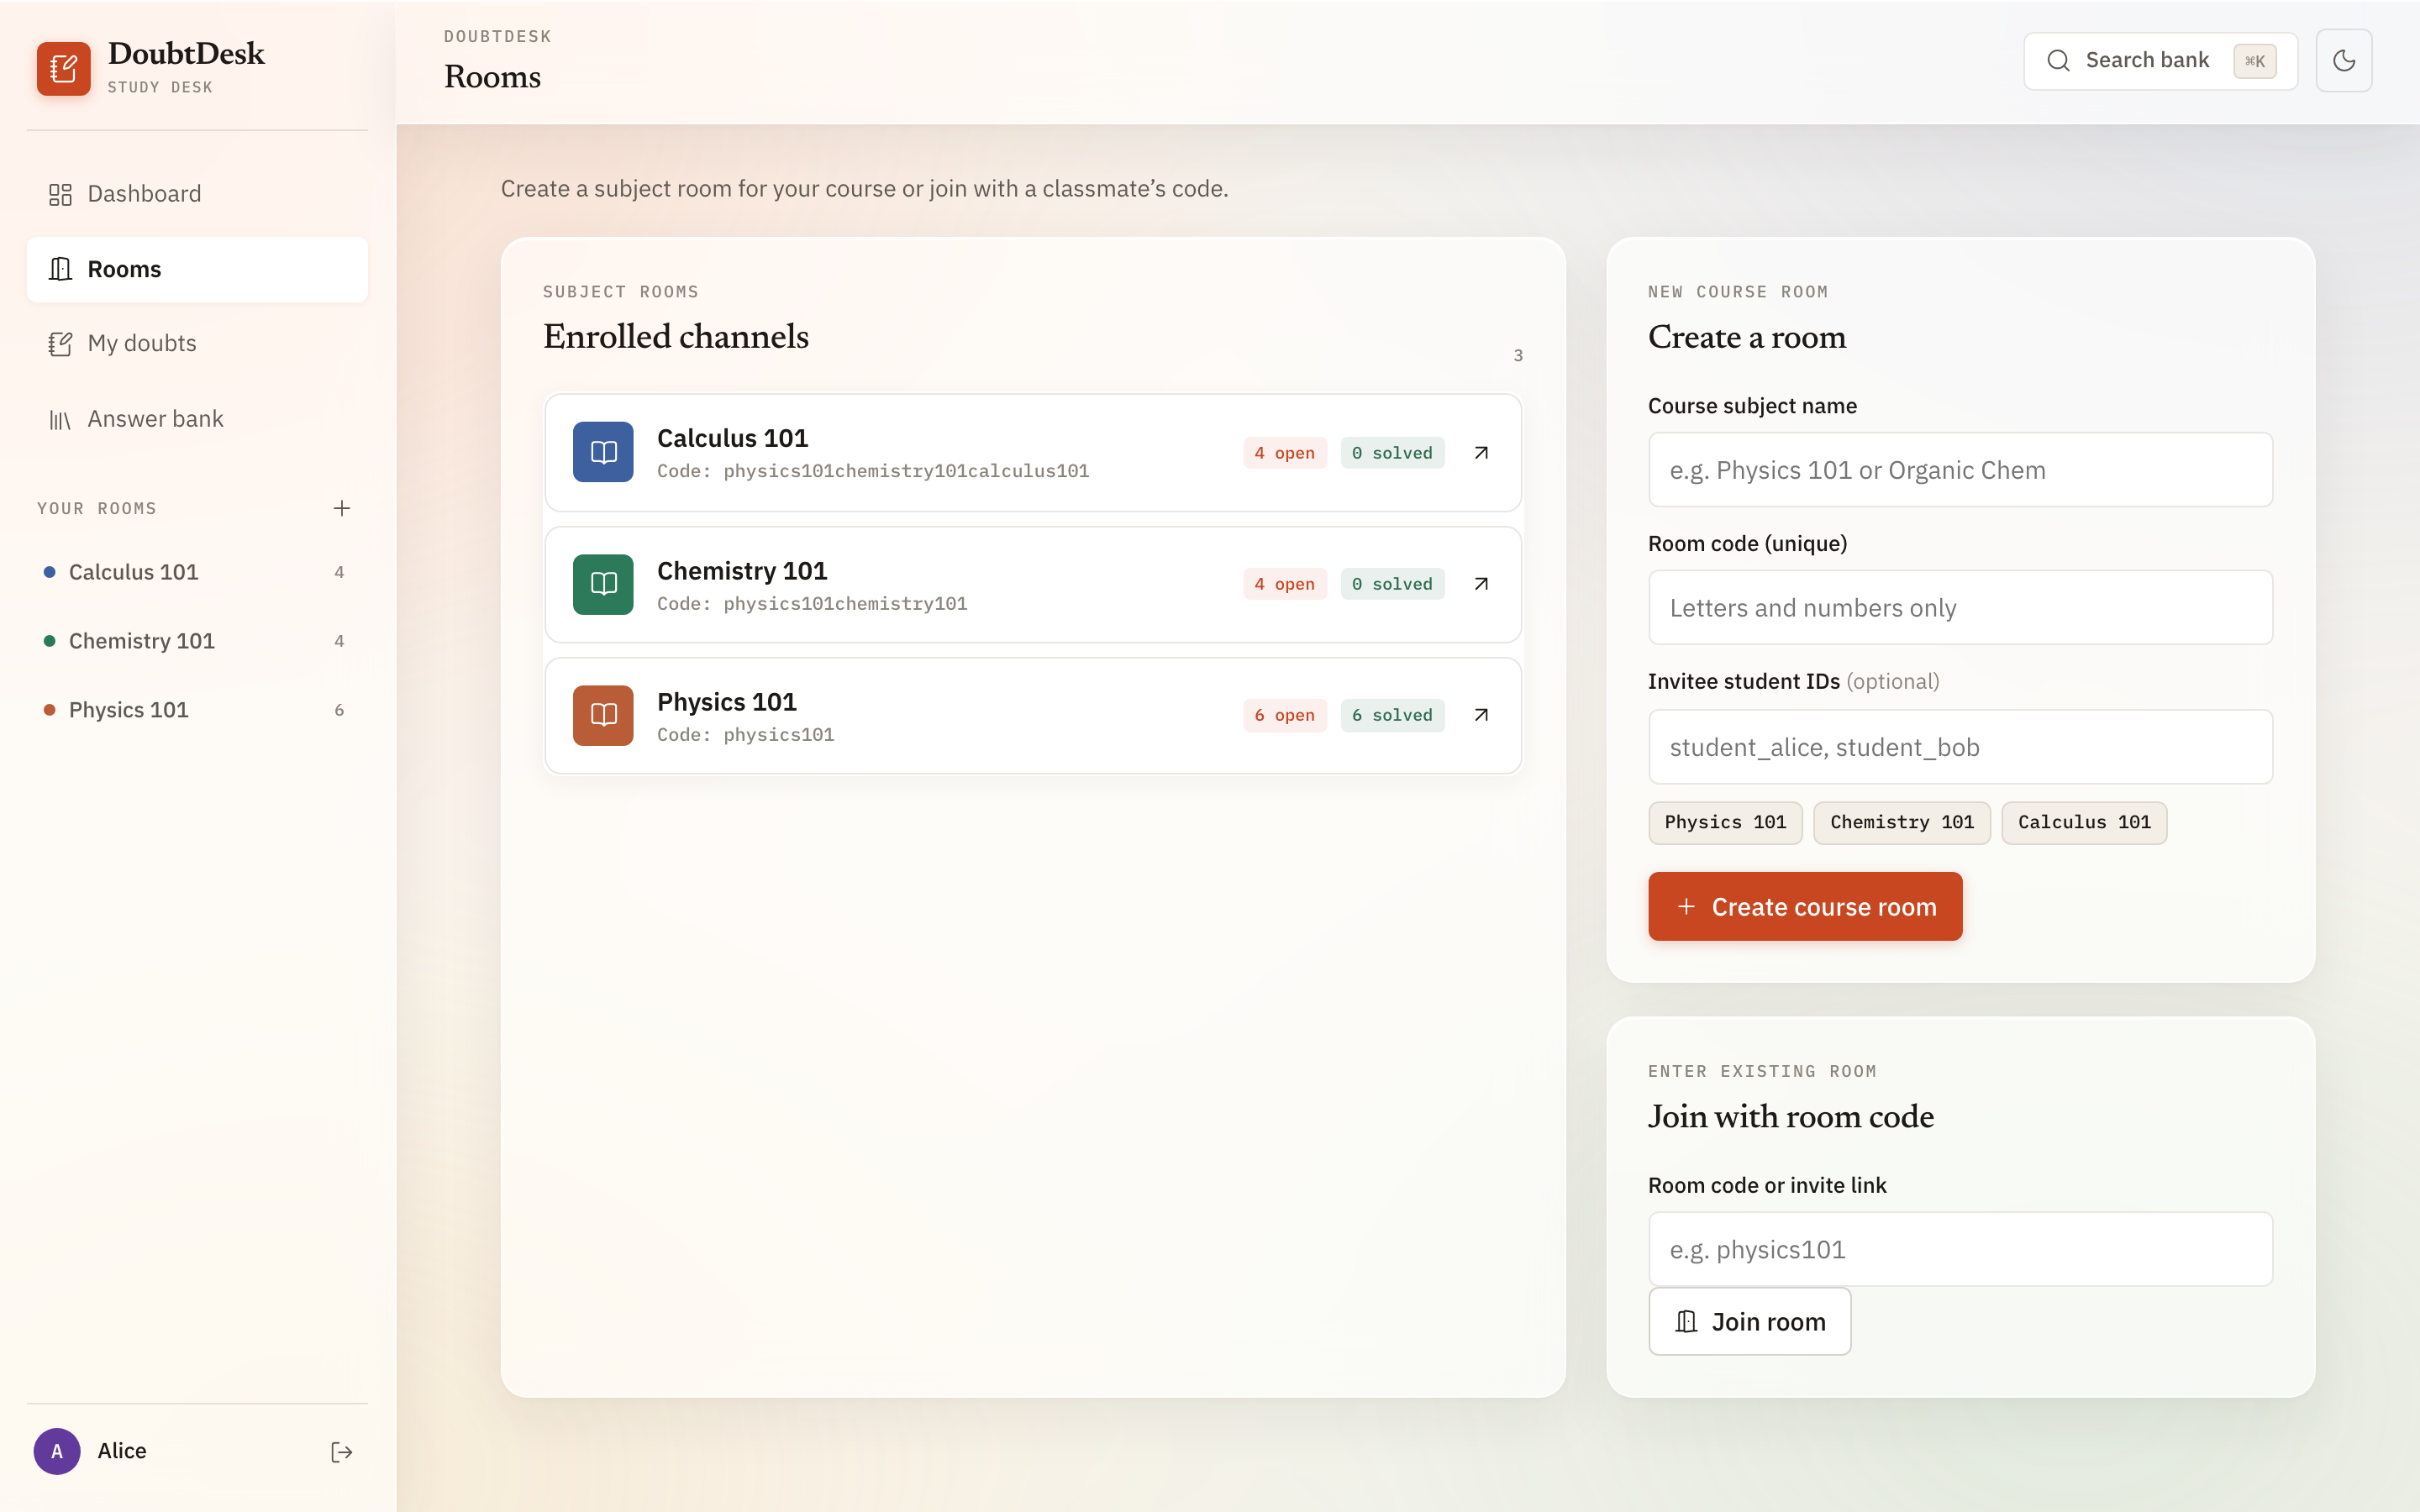 DoubtDesk
STUDY DESK
Dashboard
Rooms
My doubts
Answer bank
YOUR ROOMS
Calculus 101 4
Chemistry 101 4
Physics 101 6
A Alice
DOUBTDESK
Rooms
Search bank ⌘K
Create a subject room for your course or join with a classmate’s code.
SUBJECT ROOMS
Enrolled channels
3
Calculus 101
Code: physics101chemistry101calculus101
4 open 0 solved
Chemistry 101
Code: physics101chemistry101
4 open 0 solved
Physics 101
Code: physics101
6 open 6 solved
NEW COURSE ROOM
Create a room
Course subject name
e.g. Physics 101 or Organic Chem
Room code (unique)
Letters and numbers only
Invitee student IDs (optional)
student_alice, student_bob
Physics 101 Chemistry 101 Calculus 101
Create course room
ENTER EXISTING ROOM
Join with room code
Room code or invite link
e.g. physics101
Join room